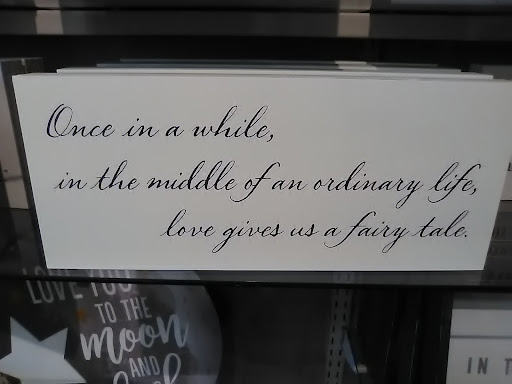 Once in a while,
in the middle of an ordinary life,
love gives us a fairy tale.
LOVE YOU
TO THE
moon
AND
IN T